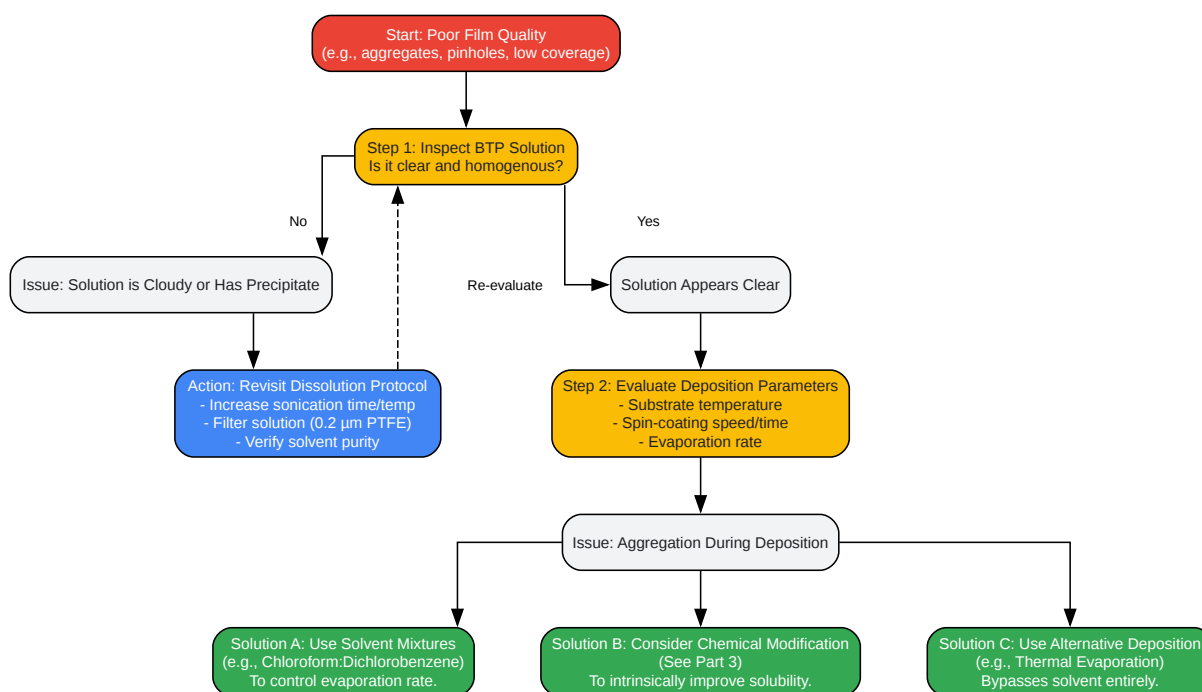 Start: Poor Film Quality
(e.g., aggregates, pinholes, low coverage)
Step 1: Inspect BTP Solution
Is it clear and homogenous?
No
Yes
Issue: Solution is Cloudy or Has Precipitate
Re-evaluate
Solution Appears Clear
Action: Revisit Dissolution Protocol
- Increase sonication time/temp
- Filter solution (0.2 µm PTFE)
- Verify solvent purity
Step 2: Evaluate Deposition Parameters
- Substrate temperature
- Spin-coating speed/time
- Evaporation rate
Issue: Aggregation During Deposition
Solution A: Use Solvent Mixtures
(e.g., Chloroform:Dichlorobenzene)
To control evaporation rate.
Solution B: Consider Chemical Modification
(See Part 3)
To intrinsically improve solubility.
Solution C: Use Alternative Deposition
(e.g., Thermal Evaporation)
Bypasses solvent entirely.